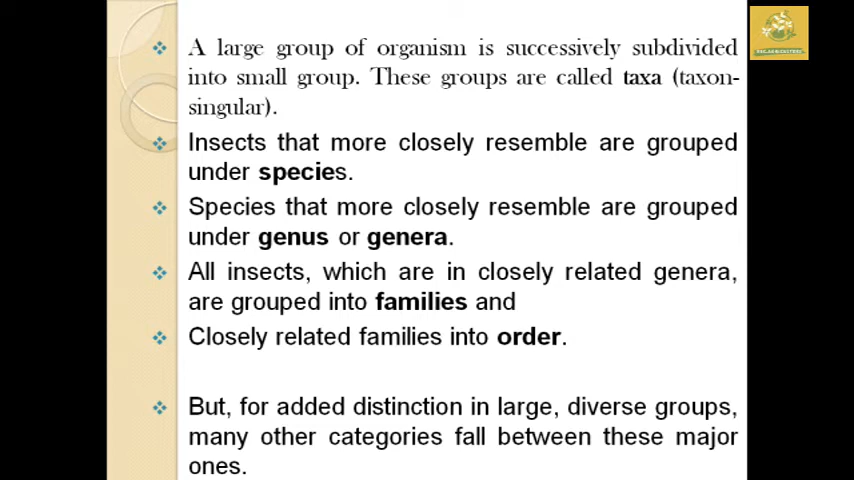 A large group of organism is successively subdivided
into small group. These groups are called taxa (taxon-
singular).
Insects that more closely resemble are grouped
under species.
Species that more closely resemble are grouped
under genus or genera.
All insects, which are in closely related genera,
are grouped into families and
Closely related families into order.
But, for added distinction in large, diverse groups,
many other categories fall between these major
ones.